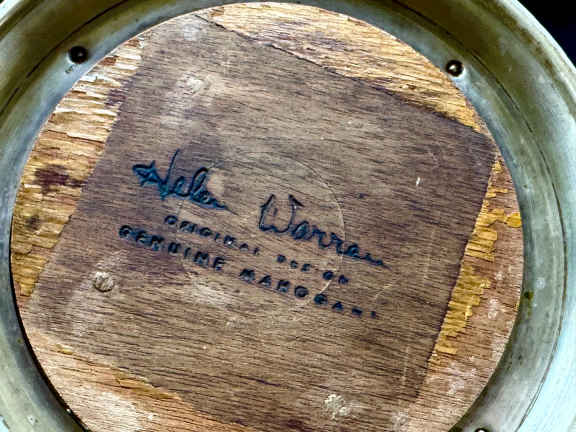 Helen Warren
ORIGINAL DESIGN
GENUINE MAHOGANY